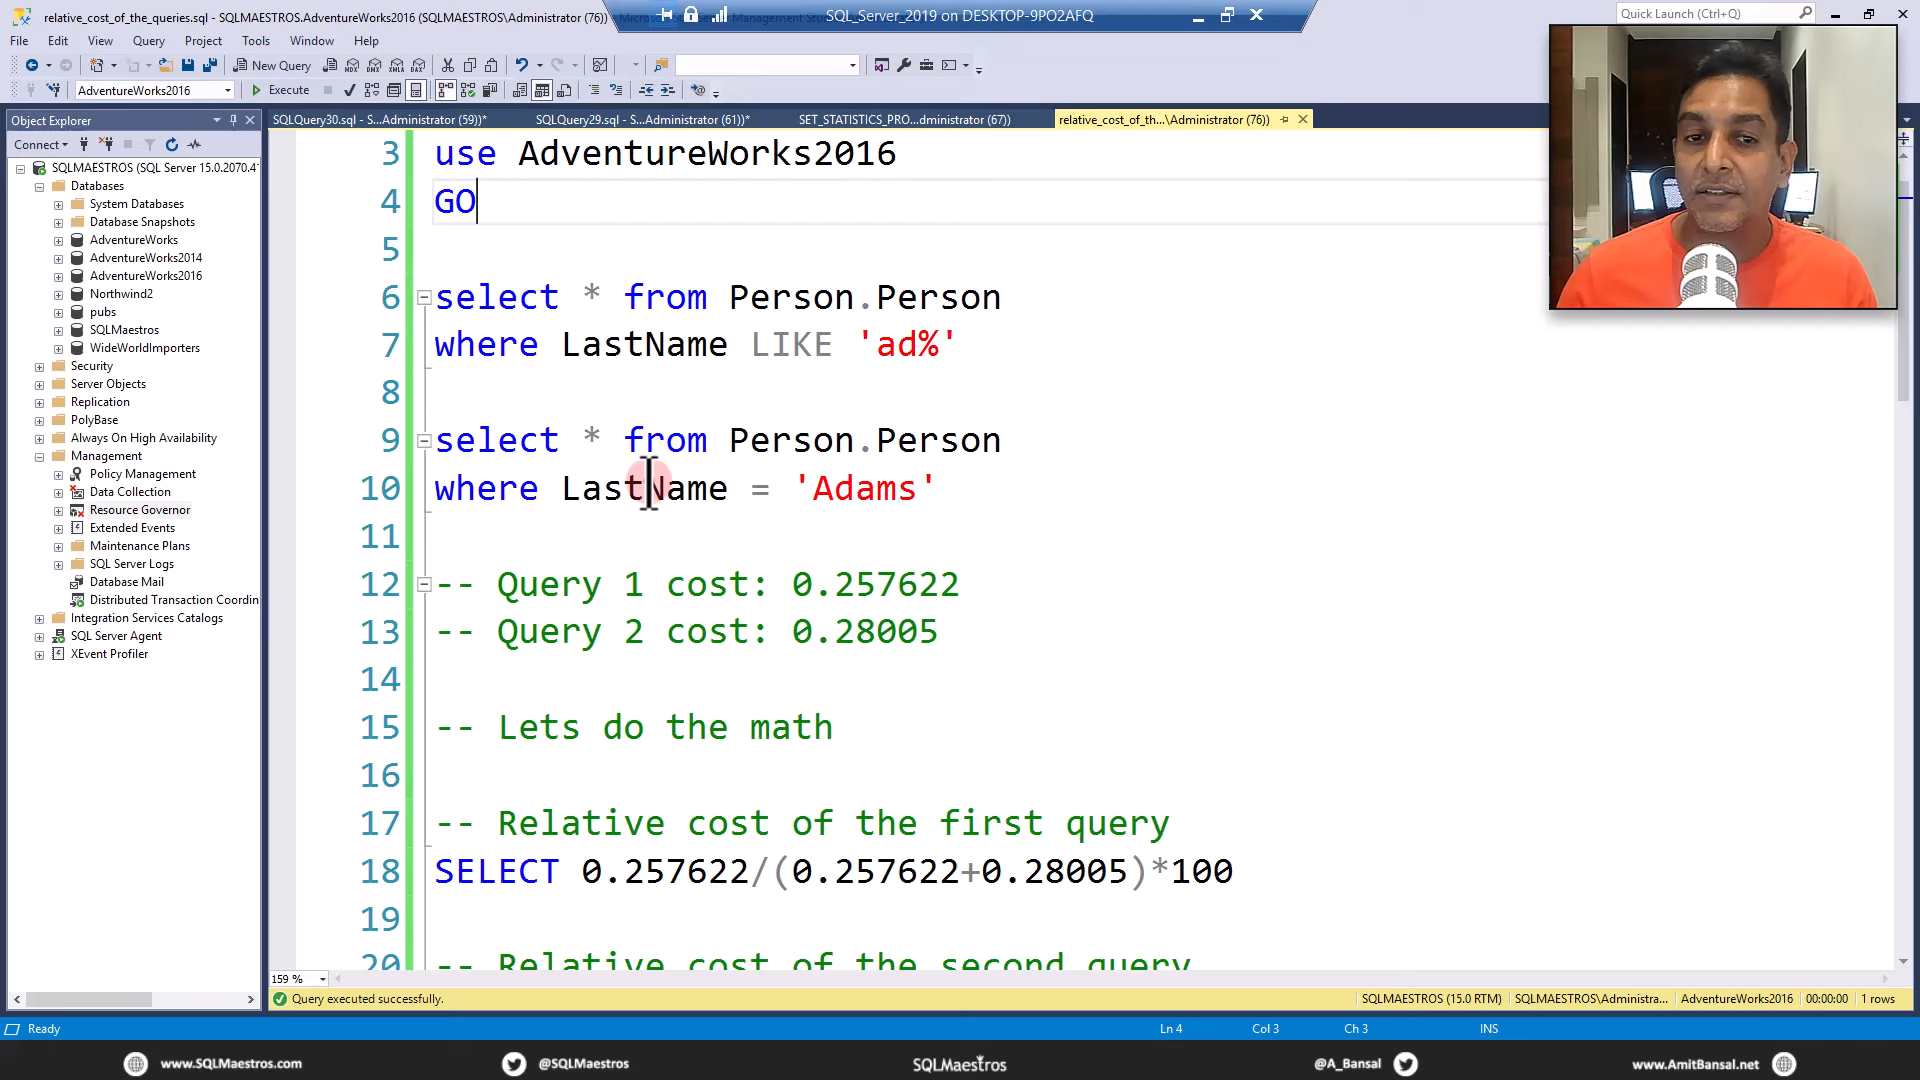 relative_cost_of_the_queries.sql - SQLMAESTROS.AdventureWorks2016 (SQLMAESTROS\Administrator (76))
SQL_Server_2019 on DESKTOP-9PO2AFQ
Quick Launch (Ctrl+Q)
File Edit View Query Project Tools Window Help
New Query
AdventureWorks2016
Execute
Object Explorer
SQLQuery30.sql - S...Administrator (59))*
SQLQuery29.sql - S...Administrator (61))*
SET_STATISTICS_PRO...dministrator (67))
relative_cost_of_th...\Administrator (76))
Connect
SQLMAESTROS (SQL Server 15.0.2070.41
Databases
System Databases
Database Snapshots
AdventureWorks
AdventureWorks2014
AdventureWorks2016
Northwind2
pubs
SQLMaestros
WideWorldImporters
Security
Server Objects
Replication
PolyBase
Always On High Availability
Management
Policy Management
Data Collection
Resource Governor
Extended Events
Maintenance Plans
SQL Server Logs
Database Mail
Distributed Transaction Coordin
Integration Services Catalogs
SQL Server Agent
XEvent Profiler
3 use AdventureWorks2016
4 GO
5
6 select * from Person.Person
7 where LastName LIKE 'ad%'
8
9 select * from Person.Person
10 where LastName = 'Adams'
11
12 -- Query 1 cost: 0.257622
13 -- Query 2 cost: 0.28005
14
15 -- Lets do the math
16
17 -- Relative cost of the first query
18 SELECT 0.257622/(0.257622+0.28005)*100
19
20 -- Relative cost of the second query
159 %
Query executed successfully.
SQLMAESTROS (15.0 RTM)
SQLMAESTROS\Administra...
AdventureWorks2016
00:00:00
1 rows
Ready
Ln 4
Col 3
Ch 3
INS
www.SQLMaestros.com
@SQLMaestros
SQLMaestros
@A_Bansal
www.AmitBansal.net